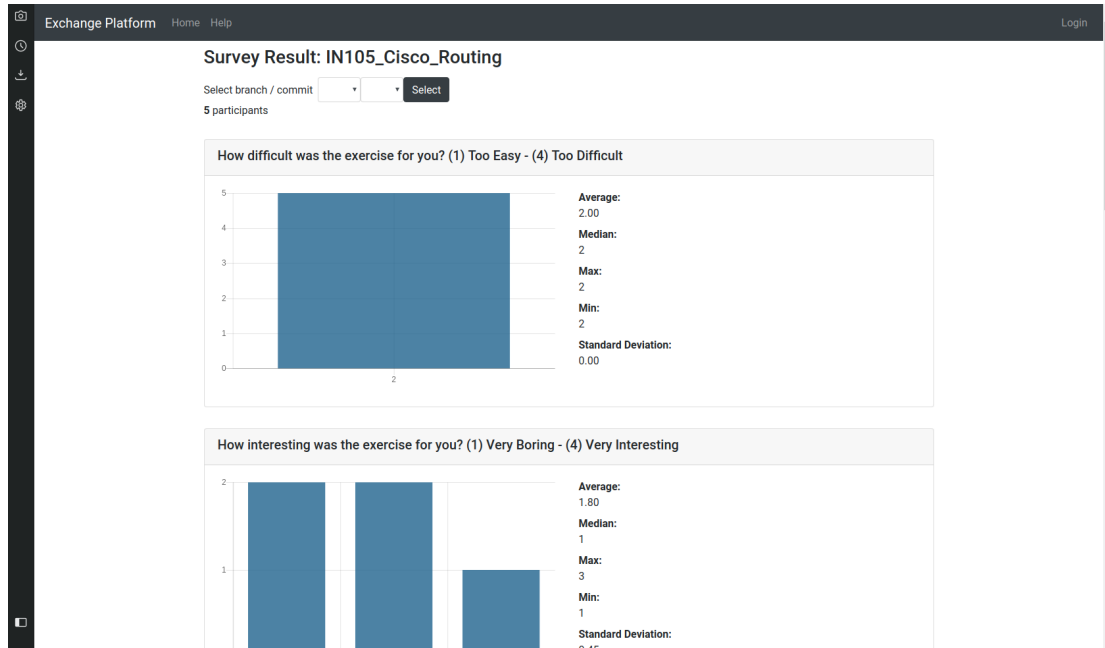 Exchange Platform Home Help Login
Survey Result: IN105_Cisco_Routing
Select branch / commit Select
5 participants
How difficult was the exercise for you? (1) Too Easy - (4) Too Difficult
5
4
3
2
1
0
2
Average:
2.00
Median:
2
Max:
2
Min:
2
Standard Deviation:
0.00
How interesting was the exercise for you? (1) Very Boring - (4) Very Interesting
2
1
Average:
1.80
Median:
1
Max:
3
Min:
1
Standard Deviation: